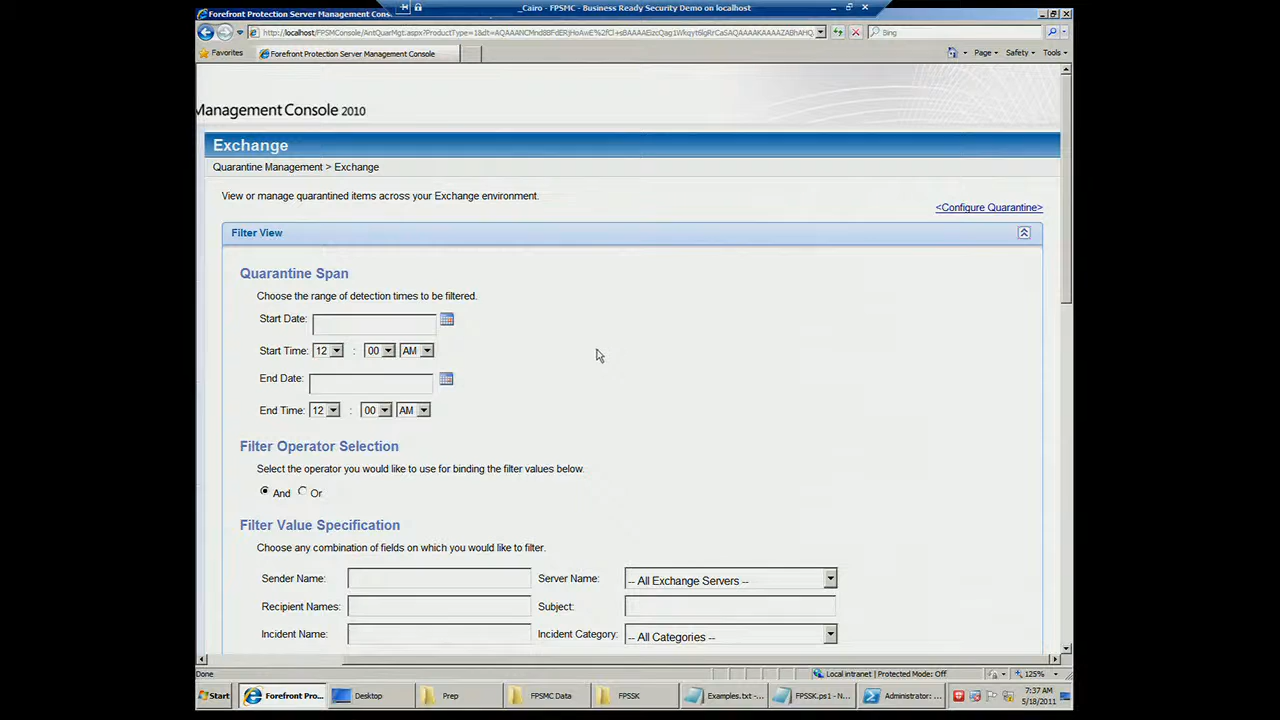 _Cairo - FPSMC - Business Ready Security Demo on localhost
Forefront Protection Server Management Cons
Bing
Favorites
Forefront Protection Server Management Console
Page
Safety
Tools
Management Console 2010
Exchange
Quarantine Management > Exchange
View or manage quarantined items across your Exchange environment.
<Configure Quarantine>
Filter View
Quarantine Span
Choose the range of detection times to be filtered.
Start Date:
Start Time: 12 : 00 AM
End Date:
End Time: 12 : 00 AM
Filter Operator Selection
Select the operator you would like to use for binding the filter values below.
And Or
Filter Value Specification
Choose any combination of fields on which you would like to filter.
Sender Name: Server Name: -- All Exchange Servers --
Recipient Names: Subject:
Incident Name: Incident Category: -- All Categories --
Done Local intranet | Protected Mode: Off 125%
Start Forefront Pro... Desktop Prep FPSMC Data FPSSK Examples.txt -... FPSSK.ps1 - N... Administrator: ... 7:37 AM
5/18/2011